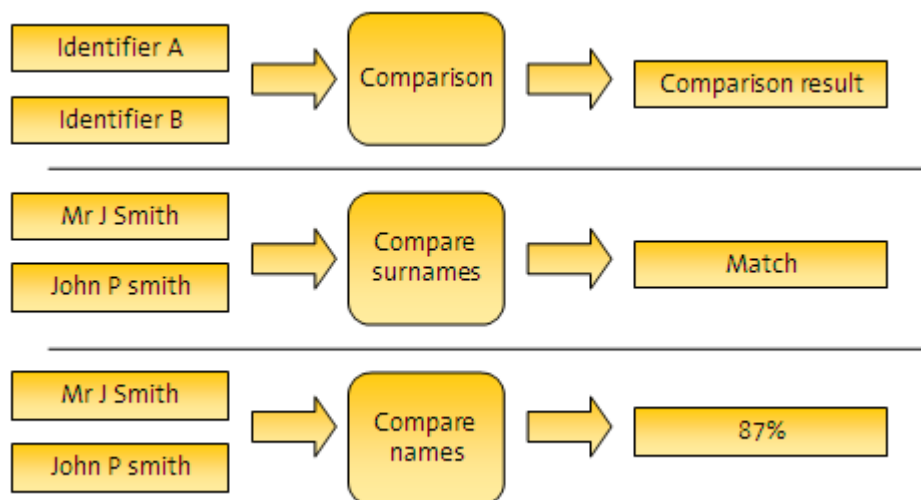 Identifier A
Identifier B
Comparison
Comparison result
Mr J Smith
John P smith
Compare
surnames
Match
Mr J Smith
John P smith
Compare
names
87%